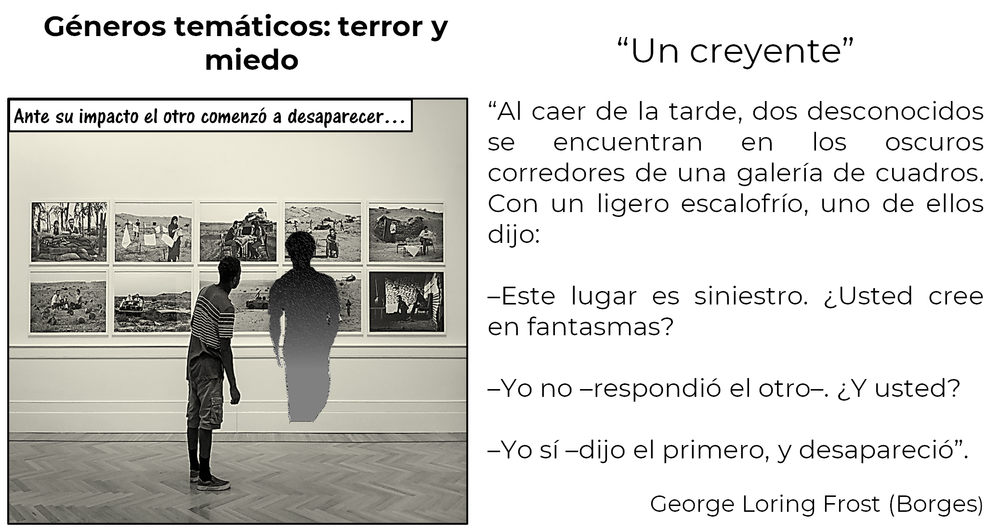 Géneros temáticos: terror y
miedo
Ante su impacto el otro comenzó a desaparecer...
“Un creyente”
“Al caer de la tarde, dos desconocidos
se encuentran en los oscuros
corredores de una galería de cuadros.
Con un ligero escalofrío, uno de ellos
dijo:
–Este lugar es siniestro. ¿Usted cree
en fantasmas?
–Yo no –respondió el otro–. ¿Y usted?
–Yo sí –dijo el primero, y desapareció”.
George Loring Frost (Borges)